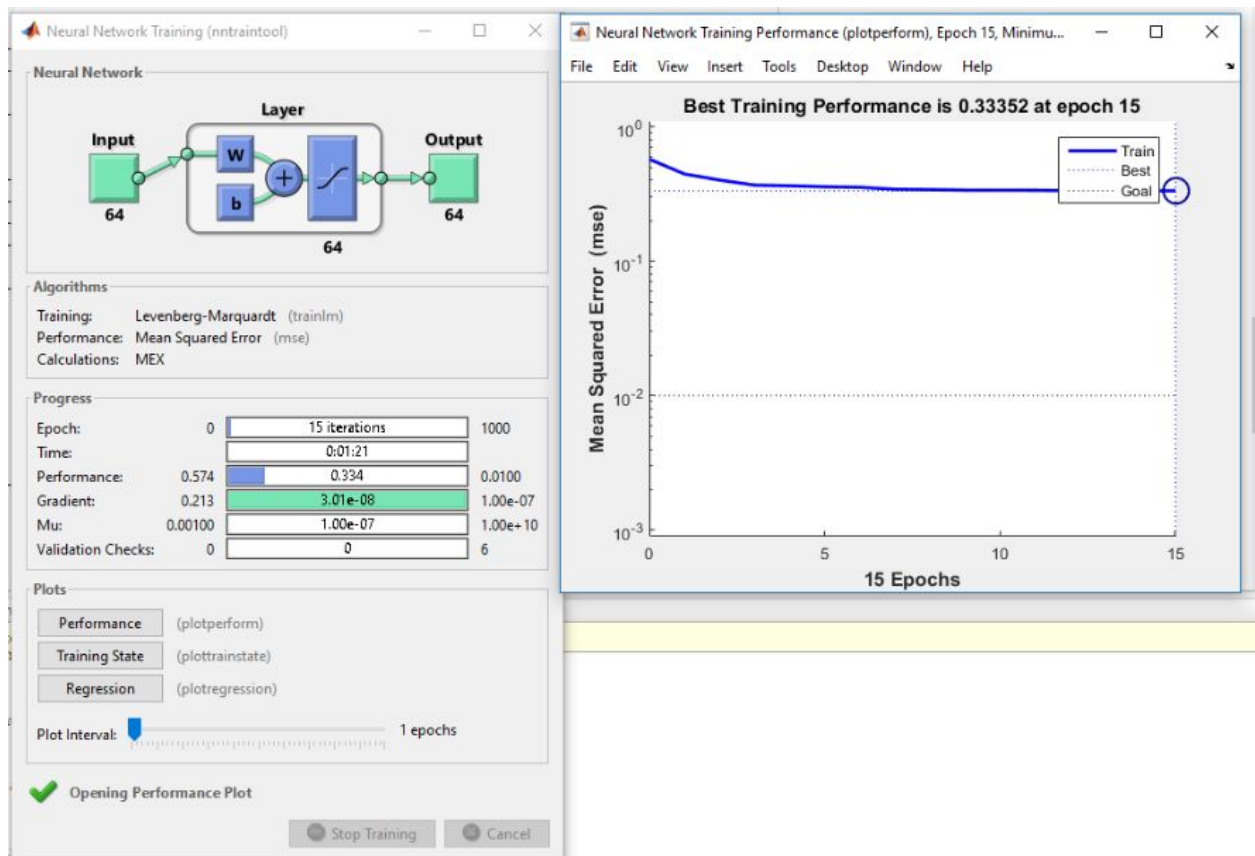 Neural Network Training (nntraintool)
Neural Network
Layer
Input
Output
W
b
+
64
64
64
Algorithms
Training: Levenberg-Marquardt (trainlm)
Performance: Mean Squared Error (mse)
Calculations: MEX
Progress
Epoch: 0 15 iterations 1000
Time: 0:01:21
Performance: 0.574 0.334 0.0100
Gradient: 0.213 3.01e-08 1.00e-07
Mu: 0.00100 1.00e-07 1.00e+10
Validation Checks: 0 0 6
Plots
Performance (plotperform)
Training State (plottrainstate)
Regression (plotregression)
Plot Interval: 1 epochs
Opening Performance Plot
Stop Training Cancel
Neural Network Training Performance (plotperform), Epoch 15, Minimu...
File Edit View Insert Tools Desktop Window Help
Best Training Performance is 0.33352 at epoch 15
Mean Squared Error (mse)
10^0
10^-1
10^-2
10^-3
Train
Best
Goal
0 5 10 15
15 Epochs